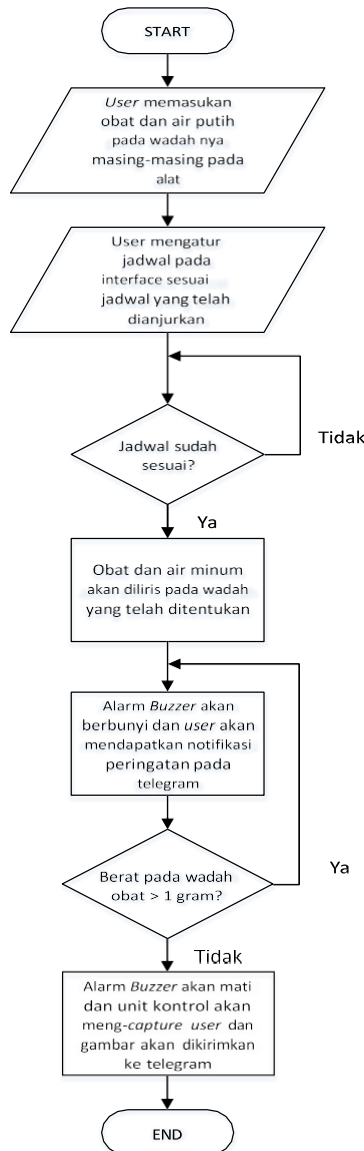 START
User memasukan
obat dan air putih
pada wadah nya
masing-masing pada
alat
User mengatur
jadwal pada
interface sesuai
jadwal yang telah
dianjurkan
Jadwal sudah
sesuai?
Tidak
Ya
Obat dan air minum
akan diliris pada wadah
yang telah ditentukan
Alarm Buzzer akan
berbunyi dan user akan
mendapatkan notifikasi
peringatan pada
telegram
Berat pada wadah
obat > 1 gram?
Ya
Tidak
Alarm Buzzer akan mati
dan unit kontrol akan
meng-capture user dan
gambar akan dikirimkan
ke telegram
END